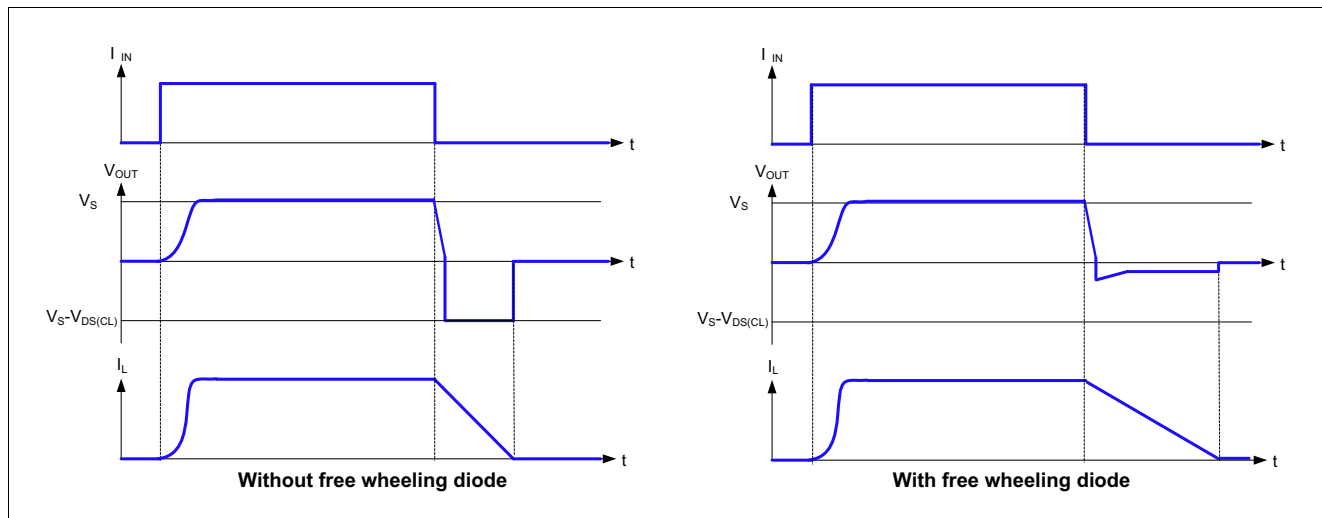 I IN
t
VOUT
VS
t
VS-VDS(CL)
IL
t
Without free wheeling diode
I IN
t
VOUT
VS
t
VS-VDS(CL)
IL
t
With free wheeling diode